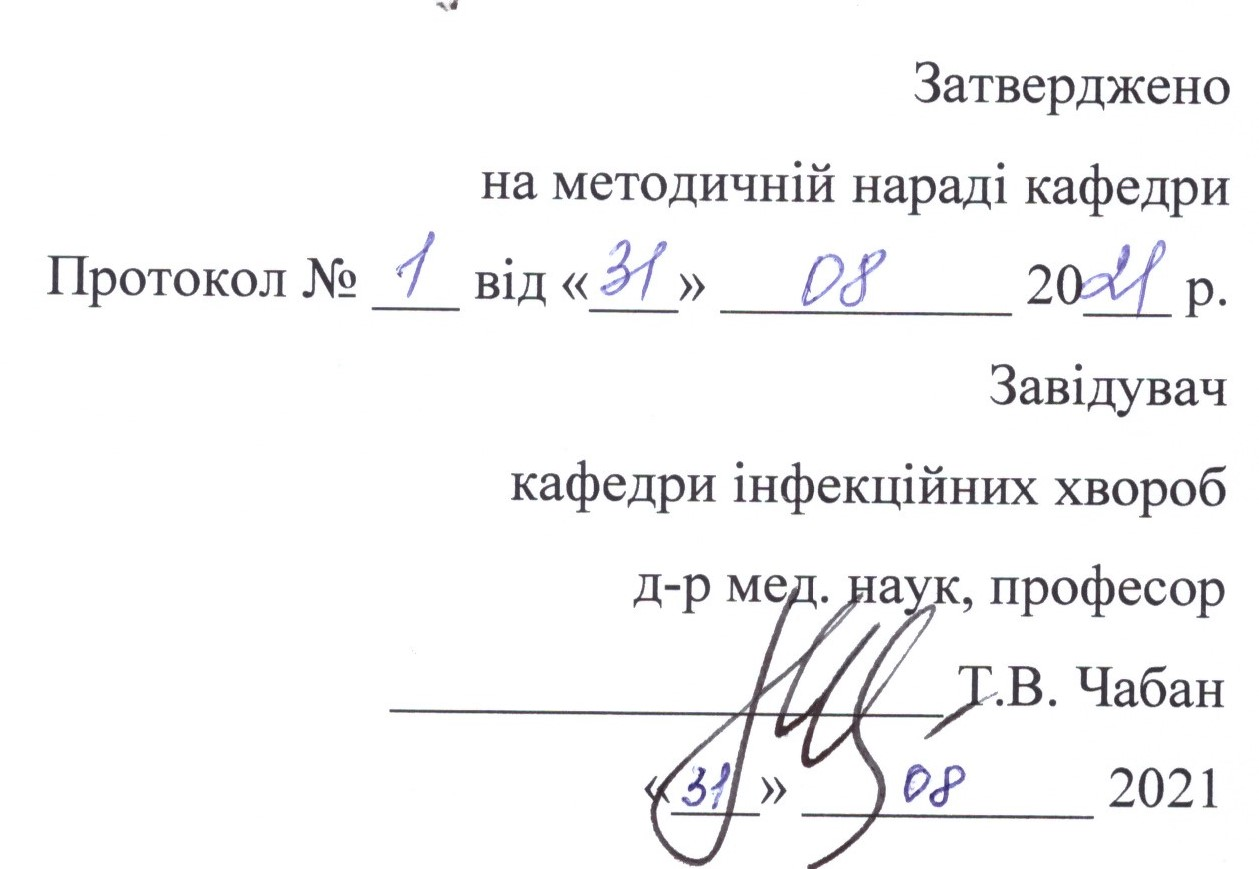 Затверджено
на методичній нараді кафедри
Протокол № 1 від «31» 08 2021 р.
Завідувач
кафедри інфекційних хвороб
д-р мед. наук, професор
Т.В. Чабан
«31» 08 2021